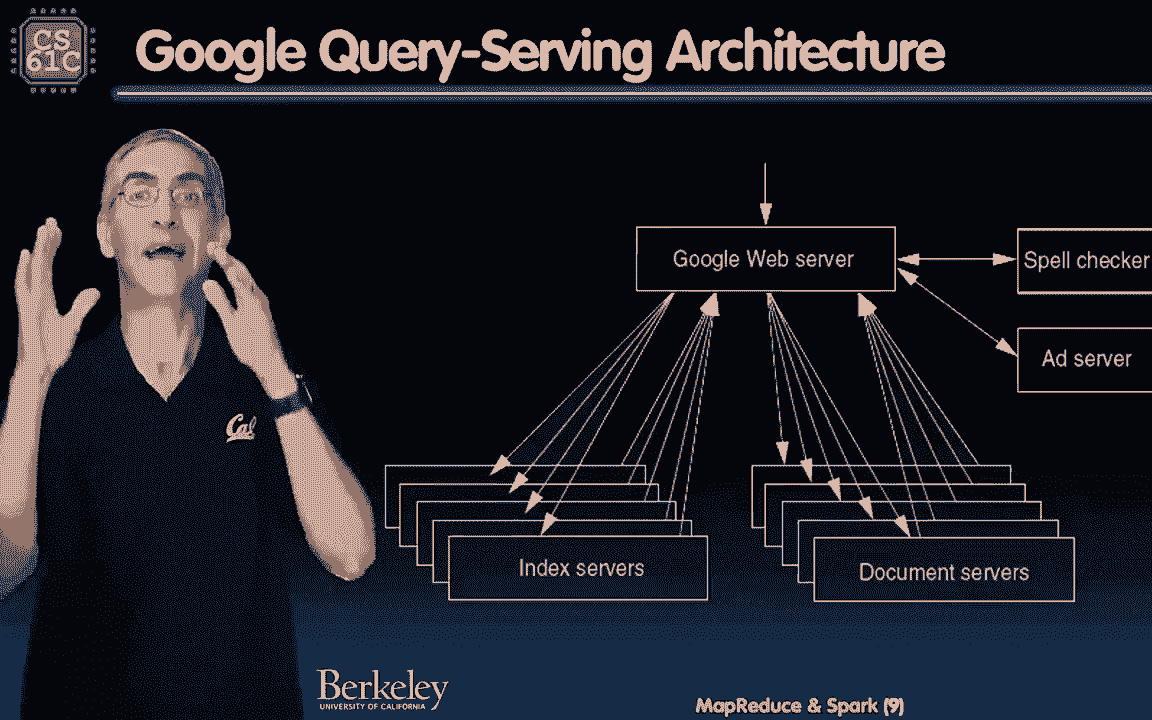 CS
61C
Google Query-Serving Architecture
Google Web server
Spell checker
Ad server
Cal
Index servers
Document servers
Berkeley
UNIVERSITY OF CALIFORNIA
MapReduce & Spark (9)